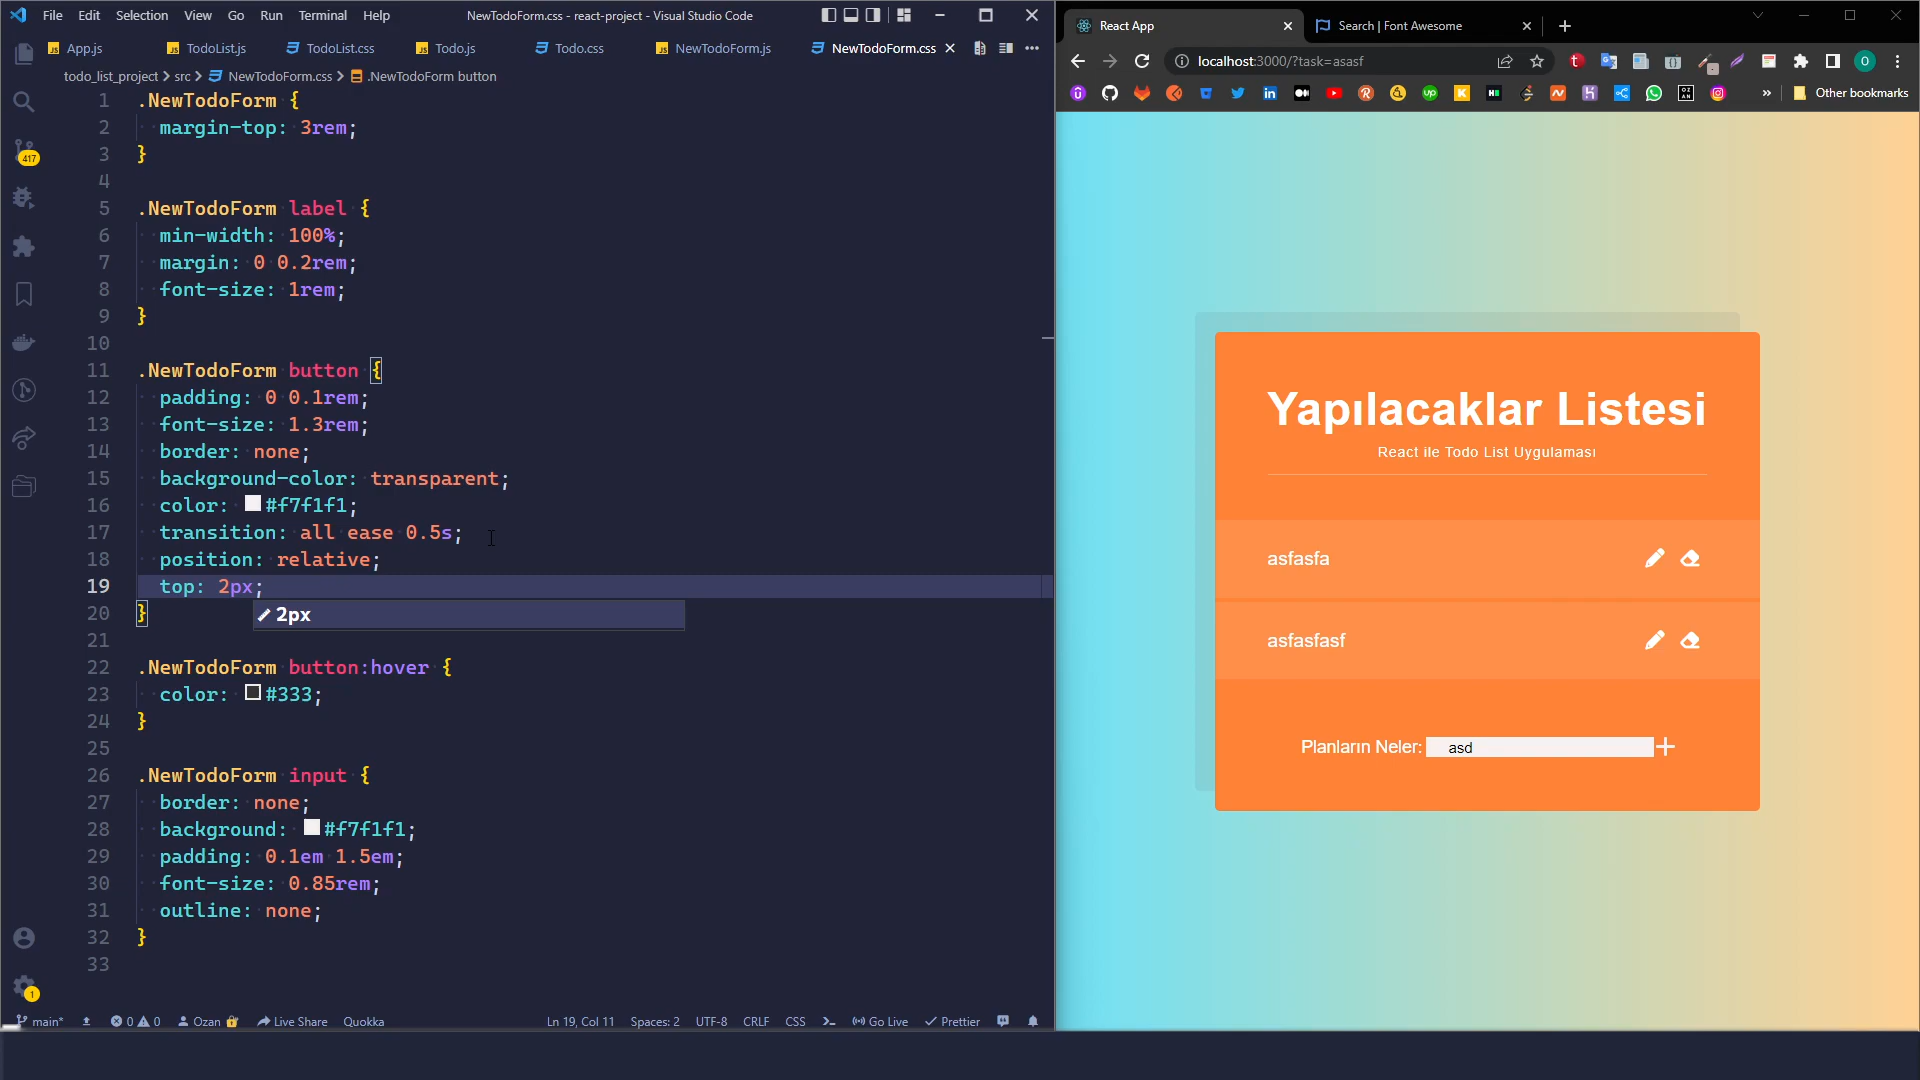 File Edit Selection View Go Run Terminal Help NewTodoForm.css - react-project - Visual Studio Code
App.js TodoList.js TodoList.css Todo.js Todo.css NewTodoForm.js NewTodoForm.css
todo_list_project > src > NewTodoForm.css > .NewTodoForm button
1 .NewTodoForm {
2 margin-top: 3rem;
3 }
4
5 .NewTodoForm label {
6 min-width: 100%;
7 margin: 0 0.2rem;
8 font-size: 1rem;
9 }
10
11 .NewTodoForm button {
12 padding: 0 0.1rem;
13 font-size: 1.3rem;
14 border: none;
15 background-color: transparent;
16 color: #f7f1f1;
17 transition: all ease 0.5s;
18 position: relative;
19 top: 2px;
20 }
2px
21
22 .NewTodoForm button:hover {
23 color: #333;
24 }
25
26 .NewTodoForm input {
27 border: none;
28 background: #f7f1f1;
29 padding: 0.1em 1.5em;
30 font-size: 0.85rem;
31 outline: none;
32 }
33
417
1
main* 0 0 Ozan Live Share Quokka Ln 19, Col 11 Spaces: 2 UTF-8 CRLF CSS Go Live Prettier
React App Search | Font Awesome
localhost:3000/?task=asasf
Other bookmarks
Yapılacaklar Listesi
React ile Todo List Uygulaması
asfasfa
asfasfasf
Planların Neler: asd